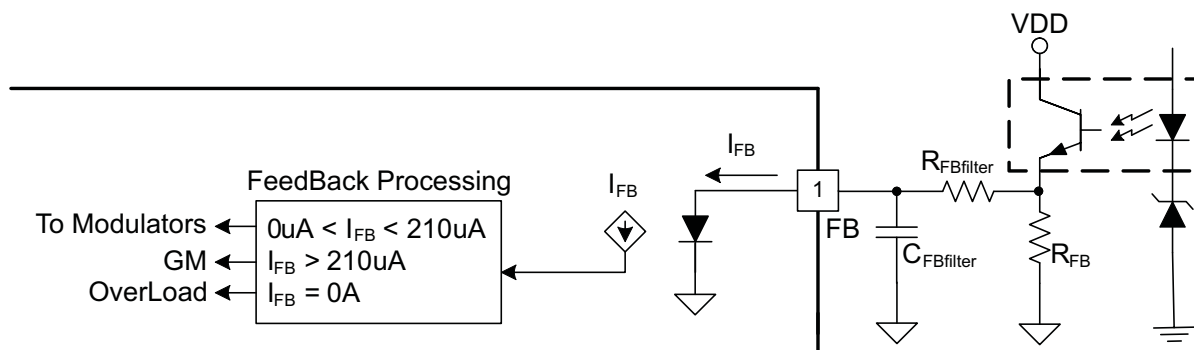 VDD
I_FB
R_FBfilter
FeedBack Processing
I_FB
1
To Modulators
0uA < I_FB < 210uA
FB
GM
I_FB > 210uA
C_FBfilter
R_FB
OverLoad
I_FB = 0A